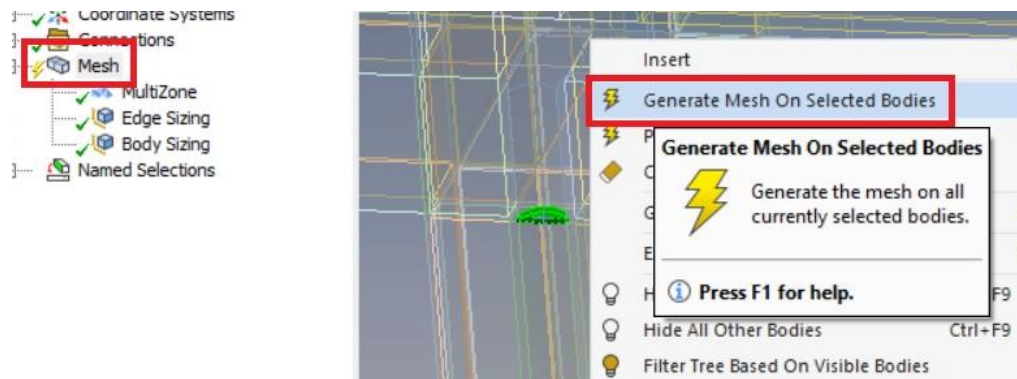 Coordinate Systems
Connections
Mesh
MultiZone
Edge Sizing
Body Sizing
Named Selections
Insert
Generate Mesh On Selected Bodies
P
Generate Mesh On Selected Bodies
Generate the mesh on all
currently selected bodies.
C
G
E
Press F1 for help.
H
F9
Hide All Other Bodies Ctrl+F9
Filter Tree Based On Visible Bodies